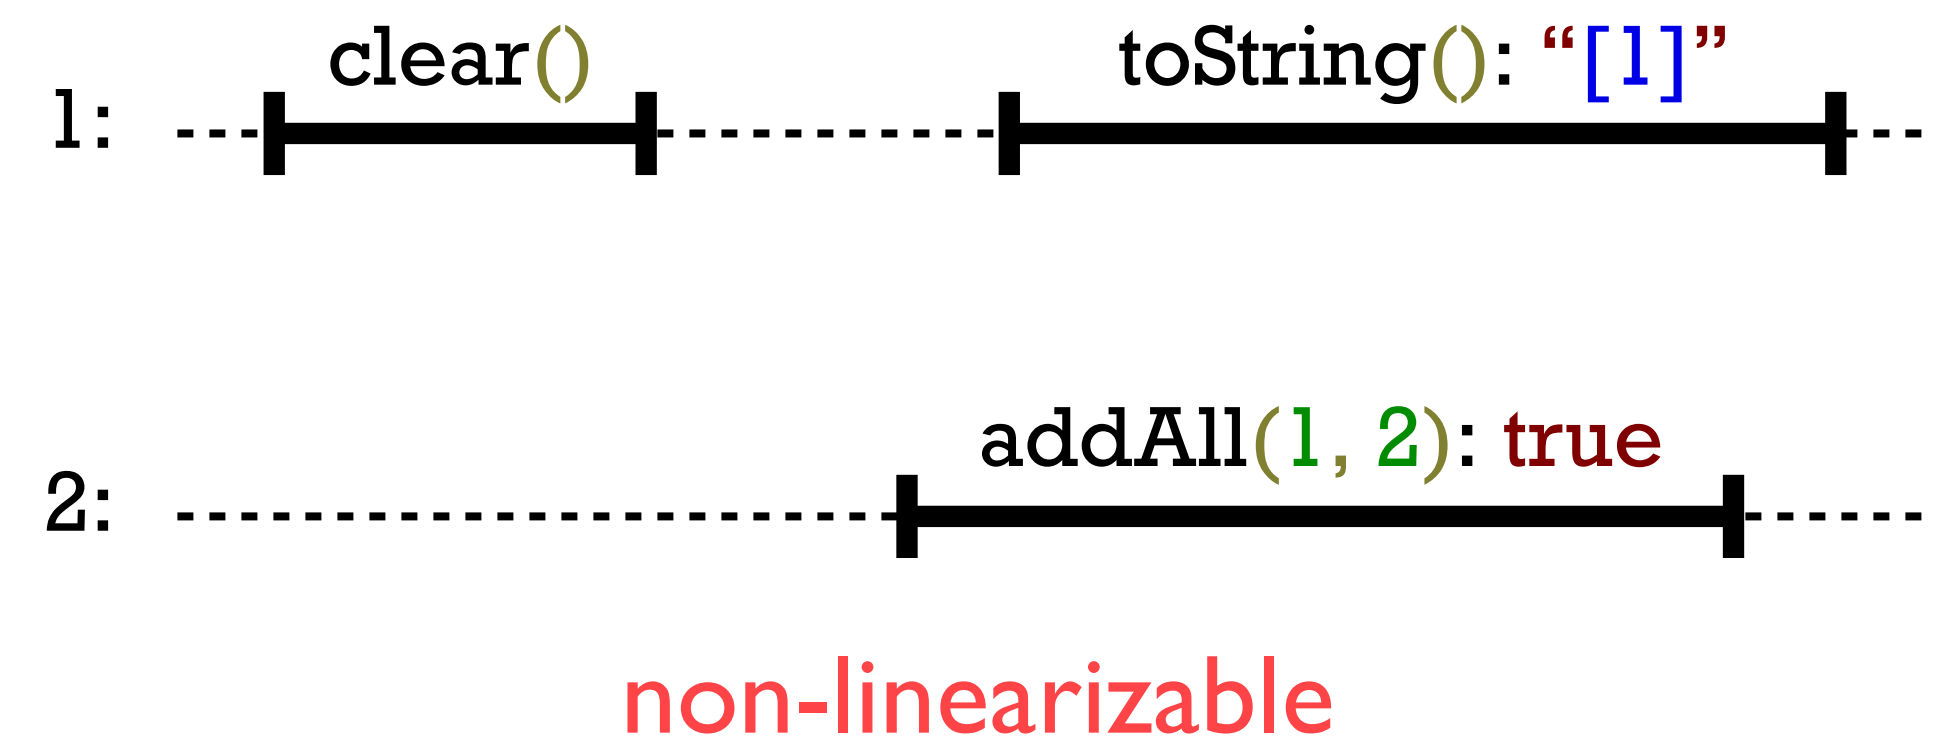 clear() toString(): “[1]”
1:
addAll(1, 2): true
2:
non-linearizable